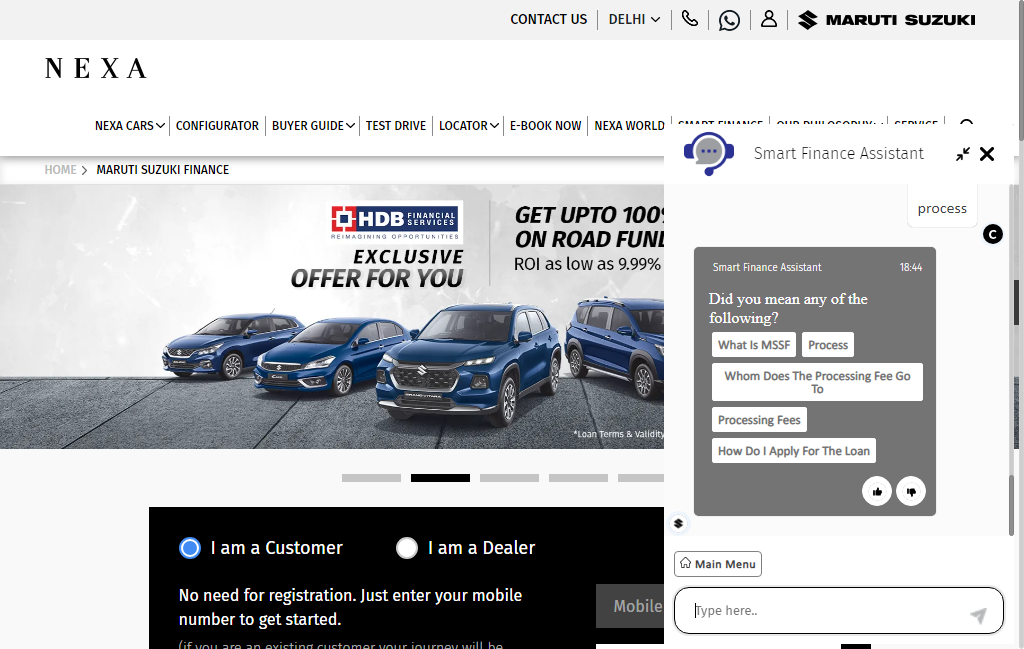 CONTACT US
DELHI
MARUTI SUZUKI
NEXA
NEXA CARS
CONFIGURATOR
BUYER GUIDE
TEST DRIVE
LOCATOR
E-BOOK NOW
NEXA WORLD
SMART FINANCE
OUR PHILOSOPHY
SERVICE
HOME
MARUTI SUZUKI FINANCE
HDB FINANCIAL SERVICES
REIMAGINING OPPORTUNITIES
EXCLUSIVE
OFFER FOR YOU
GET UPTO 100%
ON ROAD FUND
ROI as low as 9.99%
*Loan Terms & Validity
I am a Customer
I am a Dealer
No need for registration. Just enter your mobile
number to get started.
(if you are an existing customer your journey will be
Mobile
Smart Finance Assistant
process
C
Smart Finance Assistant
18:44
Did you mean any of the
following?
What Is MSSF
Process
Whom Does The Processing Fee Go
To
Processing Fees
How Do I Apply For The Loan
Main Menu
Type here..